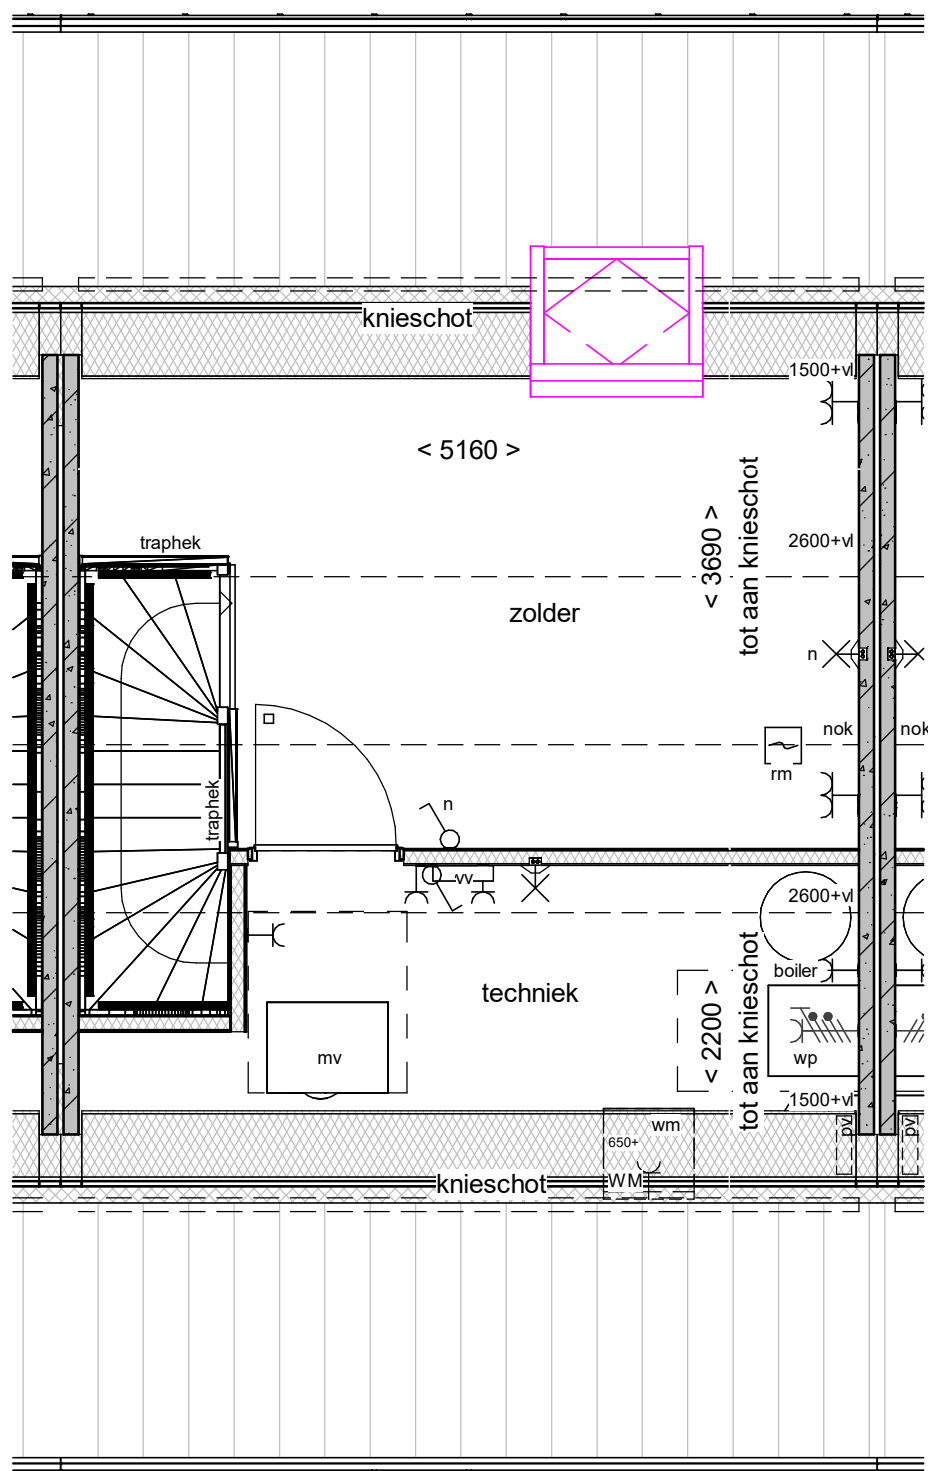 knieschot
1500+vl
< 5160 >
< 3690 >
tot aan knieschot
traphek
2600+vl
zolder
n
nok
nok
rm
traphek
n
vv
2600+vl
boiler
techniek
< 2200 >
tot aan knieschot
mv
wp
1500+vl
wm
650+
pv
pv
WM
knieschot